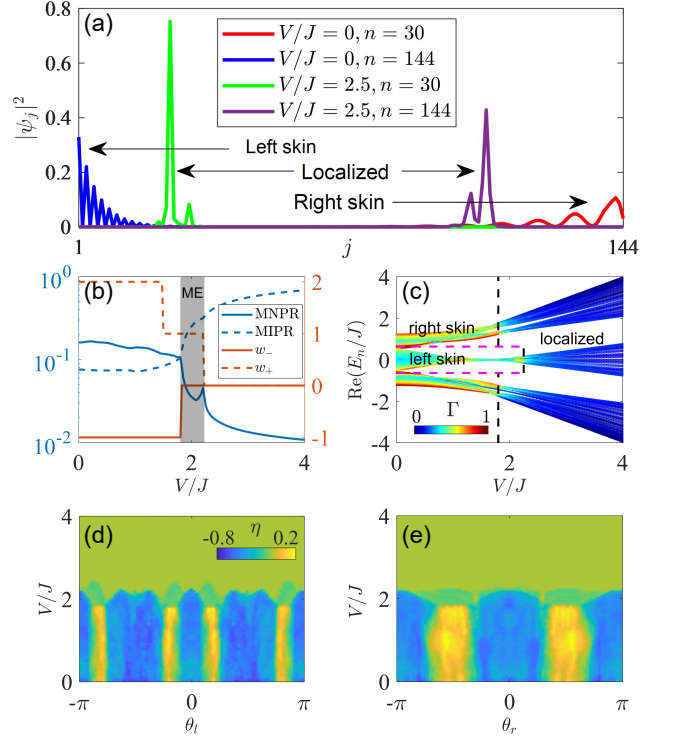 (a)
0.8
0.6
0.4
0.2
0
|ψ_j|^2
V/J = 0, n = 30
V/J = 0, n = 144
V/J = 2.5, n = 30
V/J = 2.5, n = 144
Left skin
Localized
Right skin
1
j
144
(b)
10^0
10^-1
10^-2
ME
MNPR
MIPR
w_-
w_+
2
1
0
-1
0
2
4
V/J
(c)
4
2
0
-2
-4
Re(E_n/J)
right skin
left skin
localized
Γ
0
1
0
2
4
V/J
(d)
4
2
0
V/J
η
-0.8
0.2
-π
0
π
θ_l
(e)
4
2
0
V/J
-π
0
π
θ_r